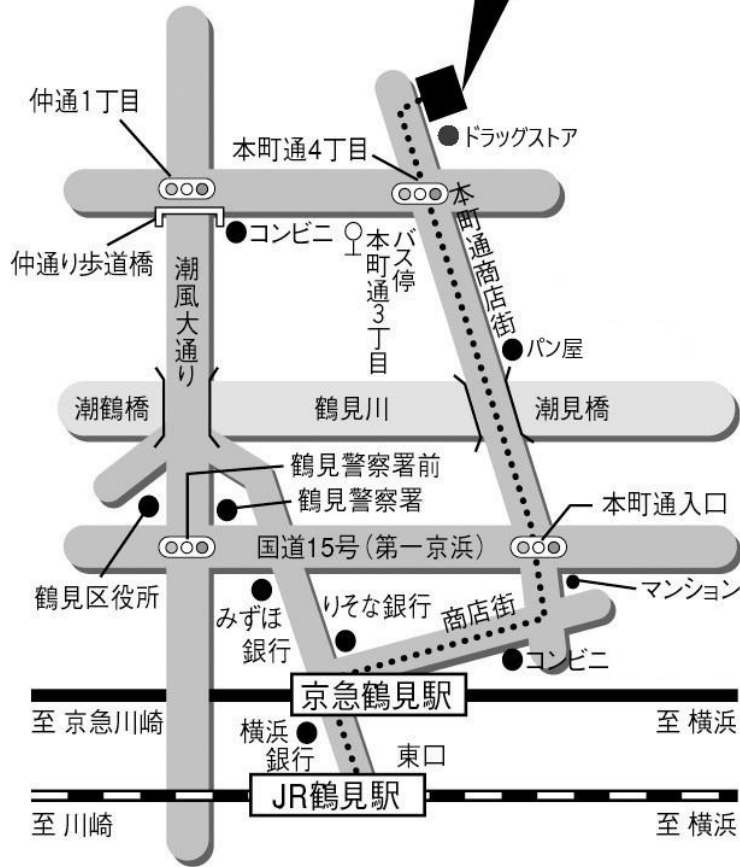 仲通1丁目
本町通4丁目
ドラッグストア
本町通商店街
コンビニ
バス停
本町通3丁目
仲通り歩道橋
潮風大通り
パン屋
潮鶴橋
鶴見川
潮見橋
鶴見警察署前
鶴見警察署
本町通入口
国道15号(第一京浜)
鶴見区役所
みずほ
銀行
りそな銀行
商店街
マンション
コンビニ
京急鶴見駅
至 京急川崎
至 横浜
横浜
銀行
東口
JR鶴見駅
至 川崎
至 横浜